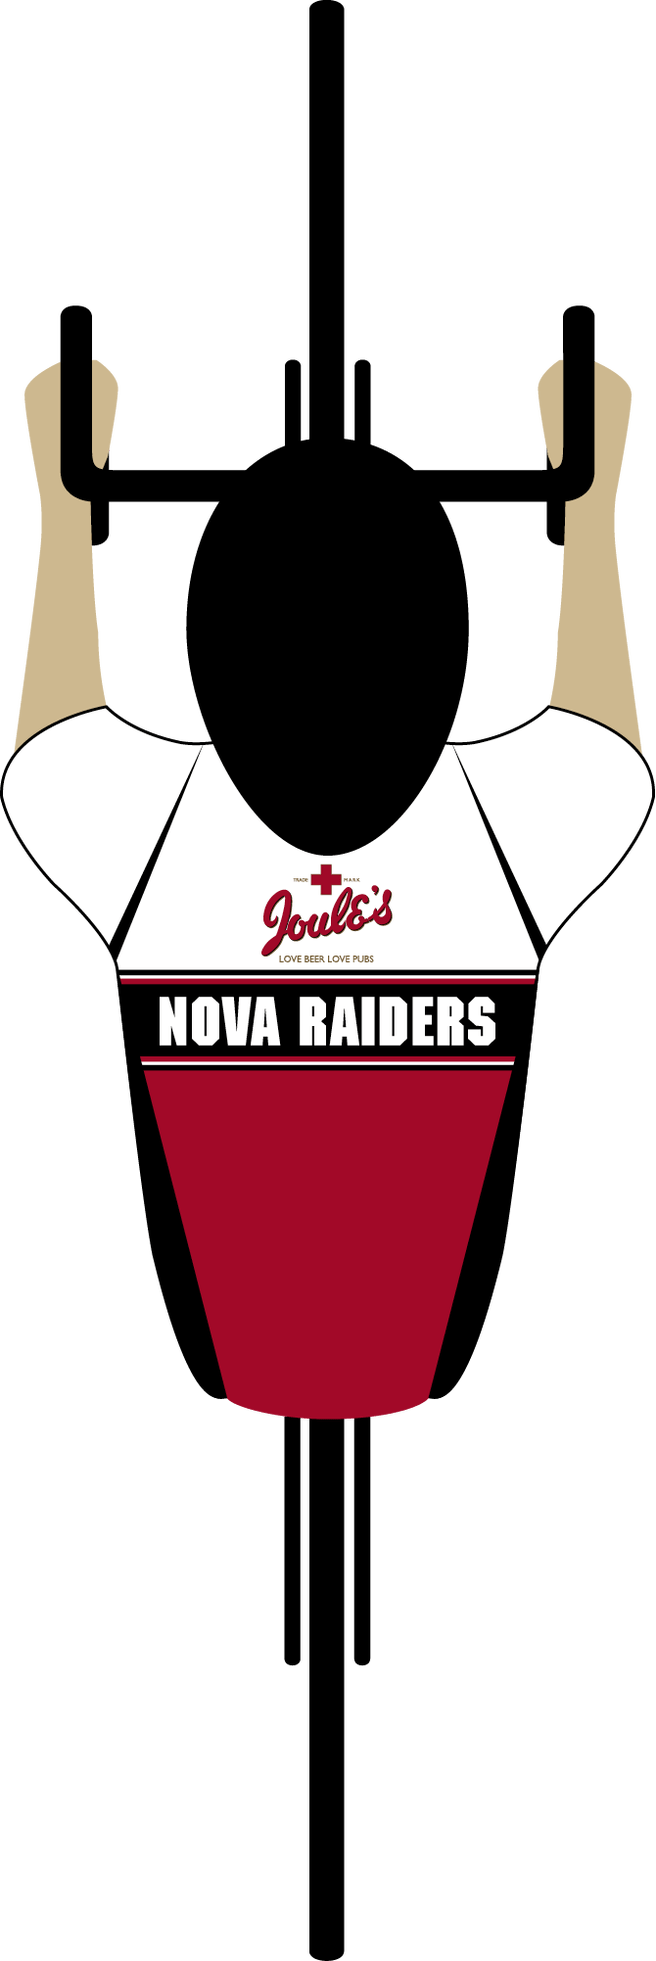 TRADE MARK
Joule's
LOVE BEER LOVE PUBS
NOVA RAIDERS